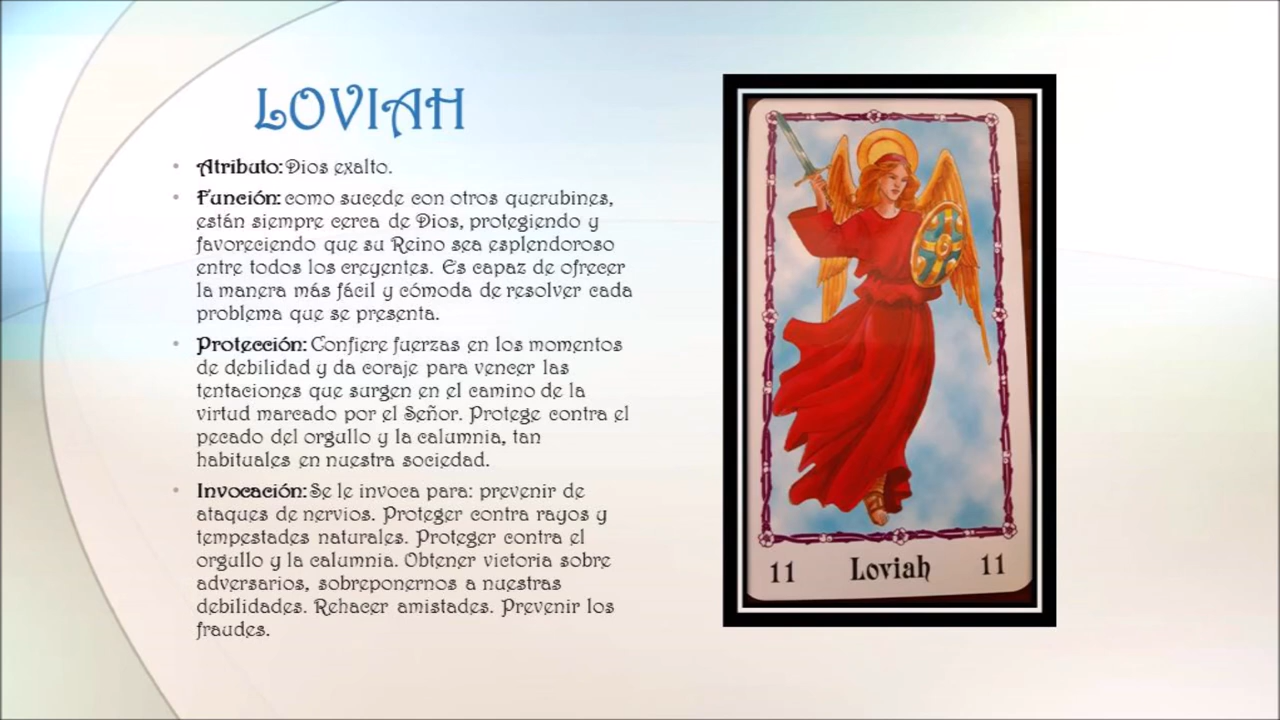 LOVIAH
• Atributo: Dios exalto.
• Función: como sucede con otros querubines,
están siempre cerca de Dios, protegiendo y
favoreciendo que su Reino sea esplendoroso
entre todos los creyentes. Es capaz de ofrecer
la manera más fácil y cómoda de resolver cada
problema que se presenta.
• Protección: Confiere fuerzas en los momentos
de debilidad y da coraje para vencer las
tentaciones que surgen en el camino de la
virtud marcado por el Señor. Protege contra el
pecado del orgullo y la calumnia, tan
habituales en nuestra sociedad.
• Invocación: Se le invoca para: prevenir de
ataques de nervios. Proteger contra rayos y
tempestades naturales. Proteger contra el
orgullo y la calumnia. Obtener victoria sobre
adversarios, sobreponernos a nuestras
debilidades. Rehacer amistades. Prevenir los
fraudes.
11 Loviah 11